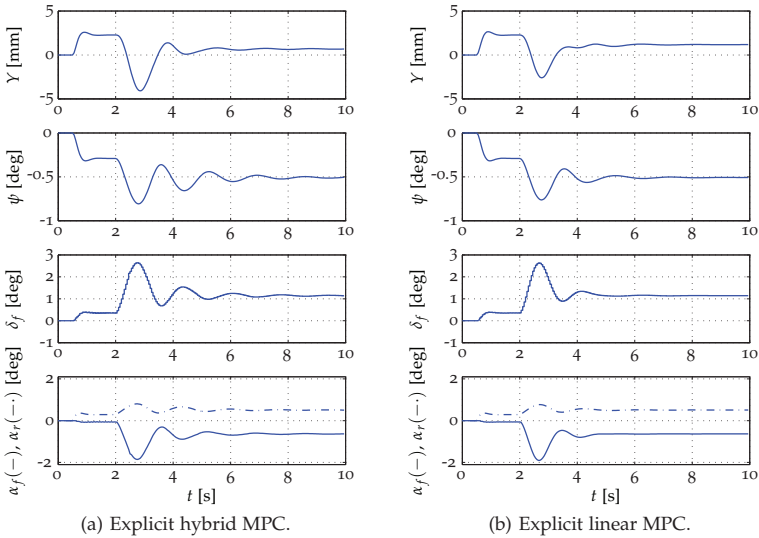 5
0
-5
Y [mm]
0 2 4 6 8 10
0
-0.5
-1
ψ [deg]
0 2 4 6 8 10
3
2
1
0
-1
δf [deg]
0 2 4 6 8 10
2
0
-2
αf(−), αr(−·) [deg]
0 2 4 6 8 10
t [s]
(a) Explicit hybrid MPC.
5
0
-5
Y [mm]
0 2 4 6 8 10
0
-0.5
-1
ψ [deg]
0 2 4 6 8 10
3
2
1
0
-1
δf [deg]
0 2 4 6 8 10
2
0
-2
αf(−), αr(−·) [deg]
0 2 4 6 8 10
t [s]
(b) Explicit linear MPC.